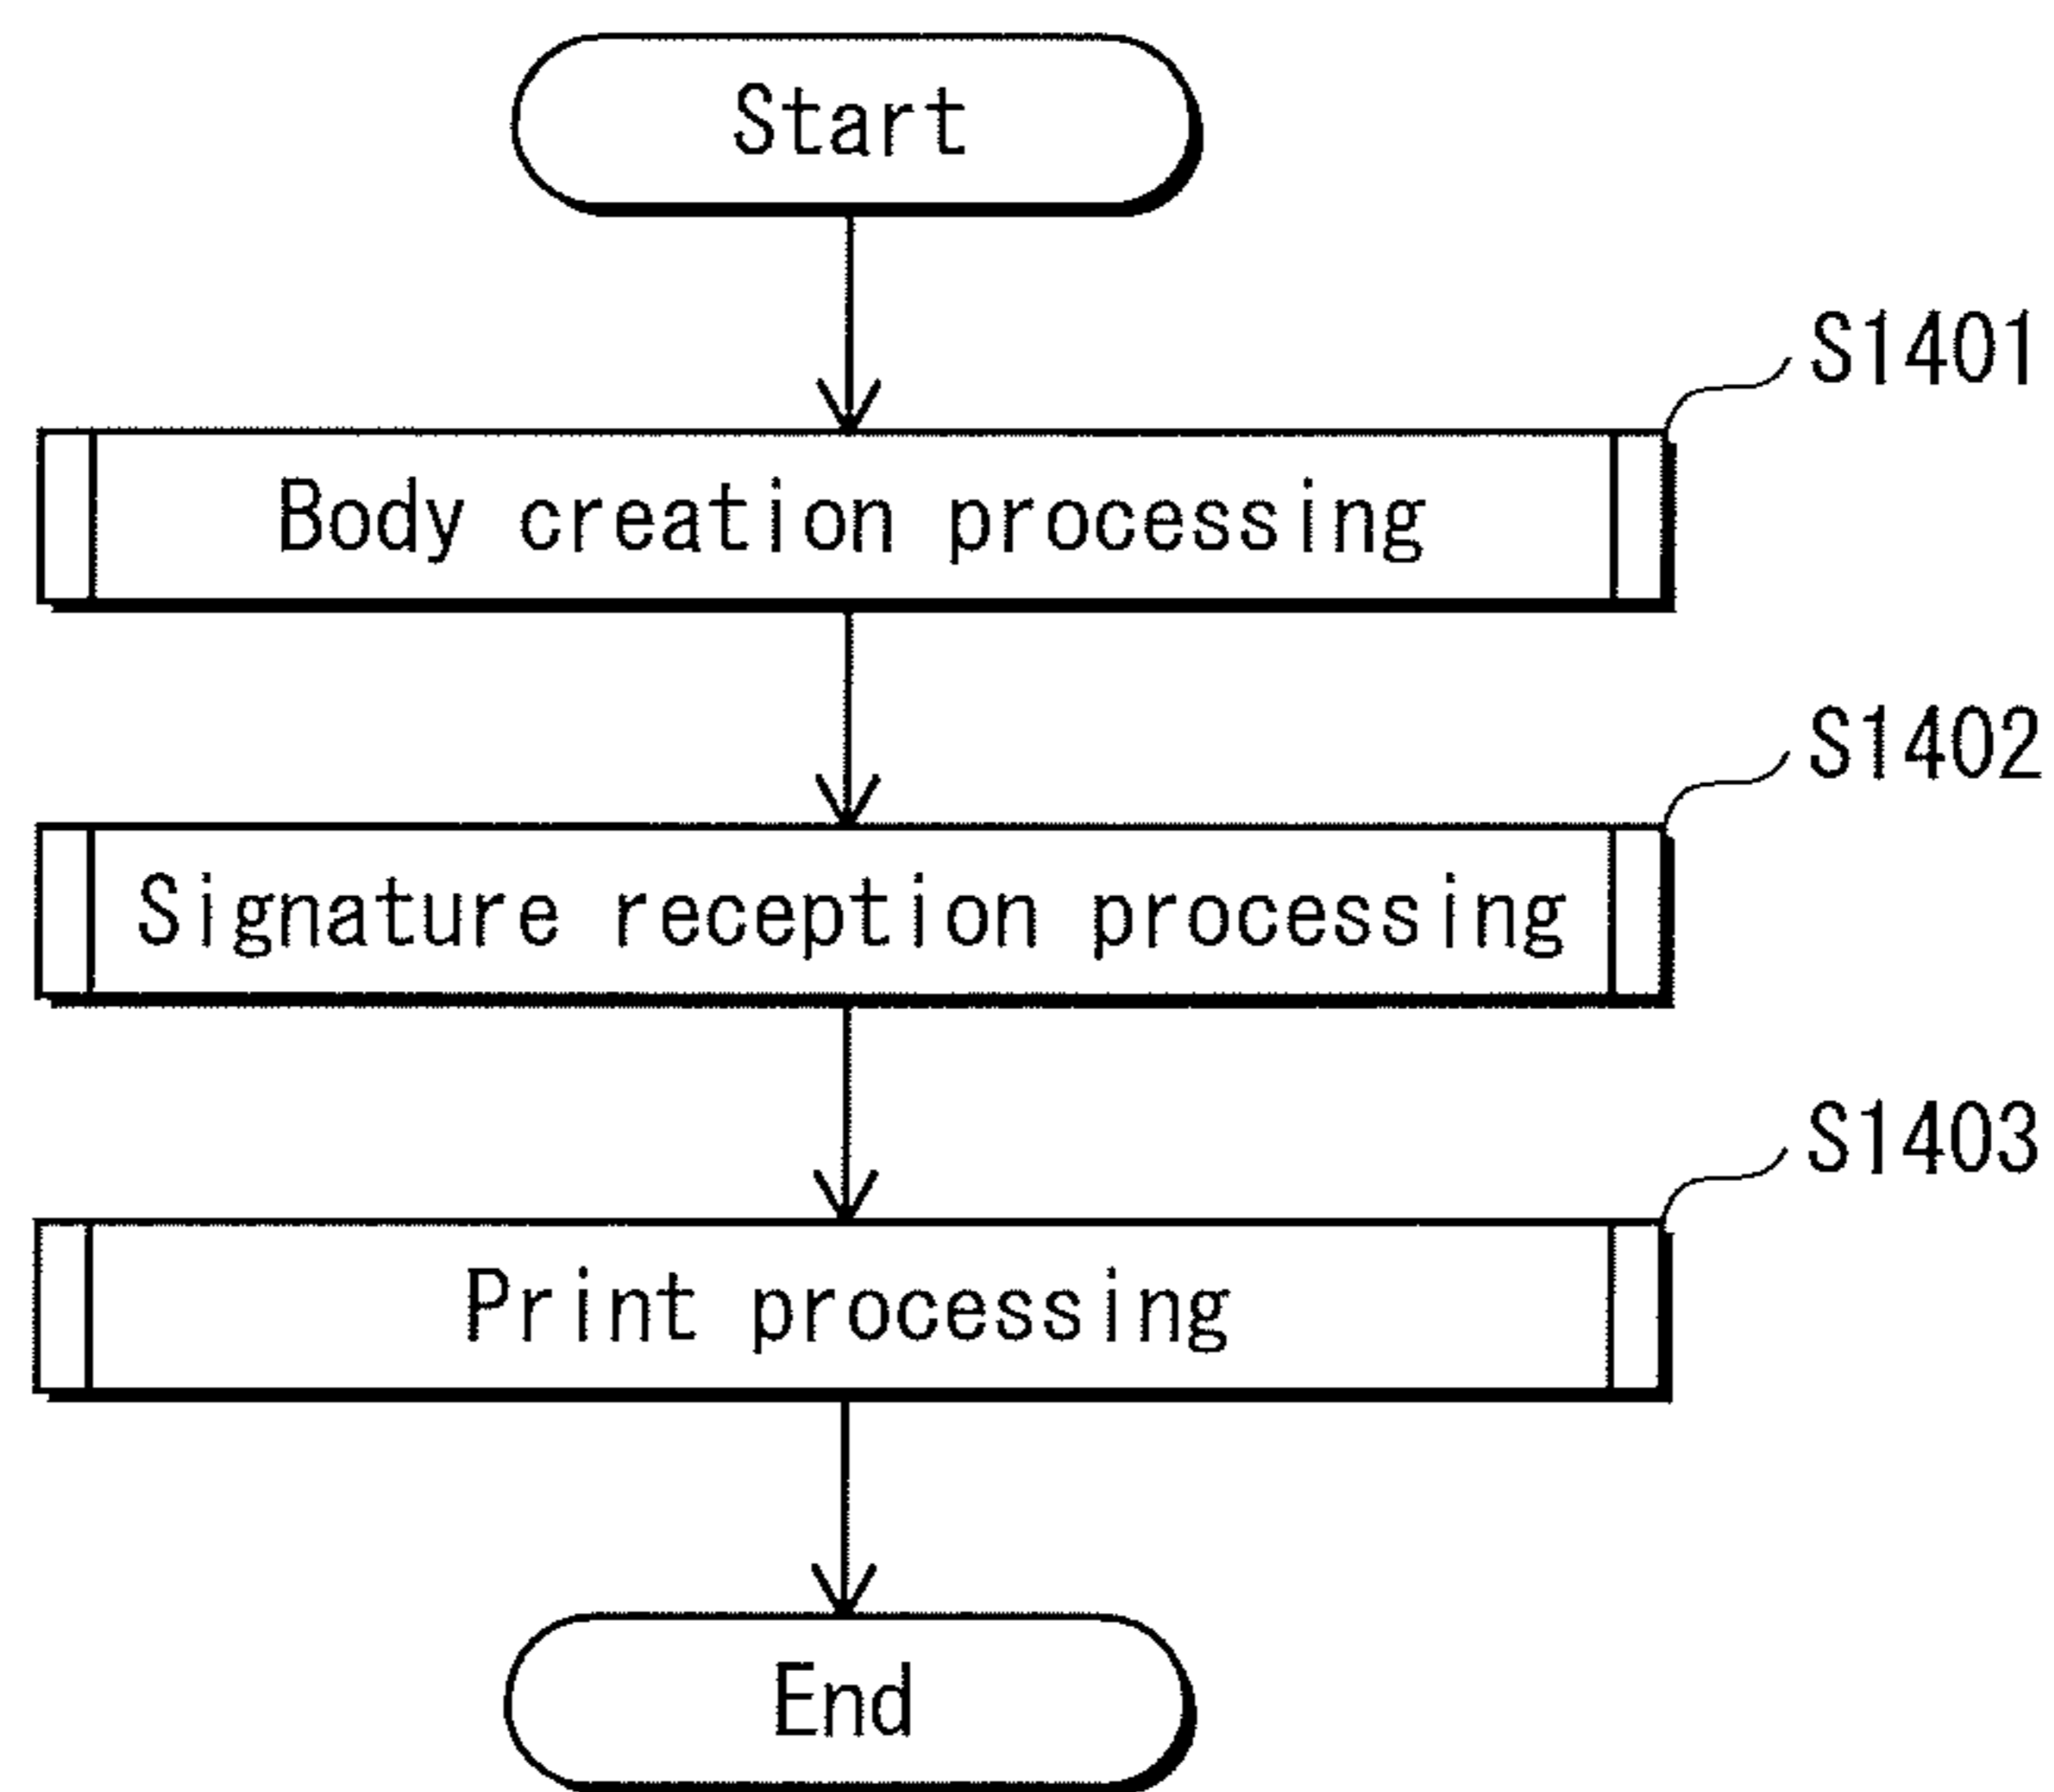 Start
S1401
Body creation processing
S1402
Signature reception processing
S1403
Print processing
End